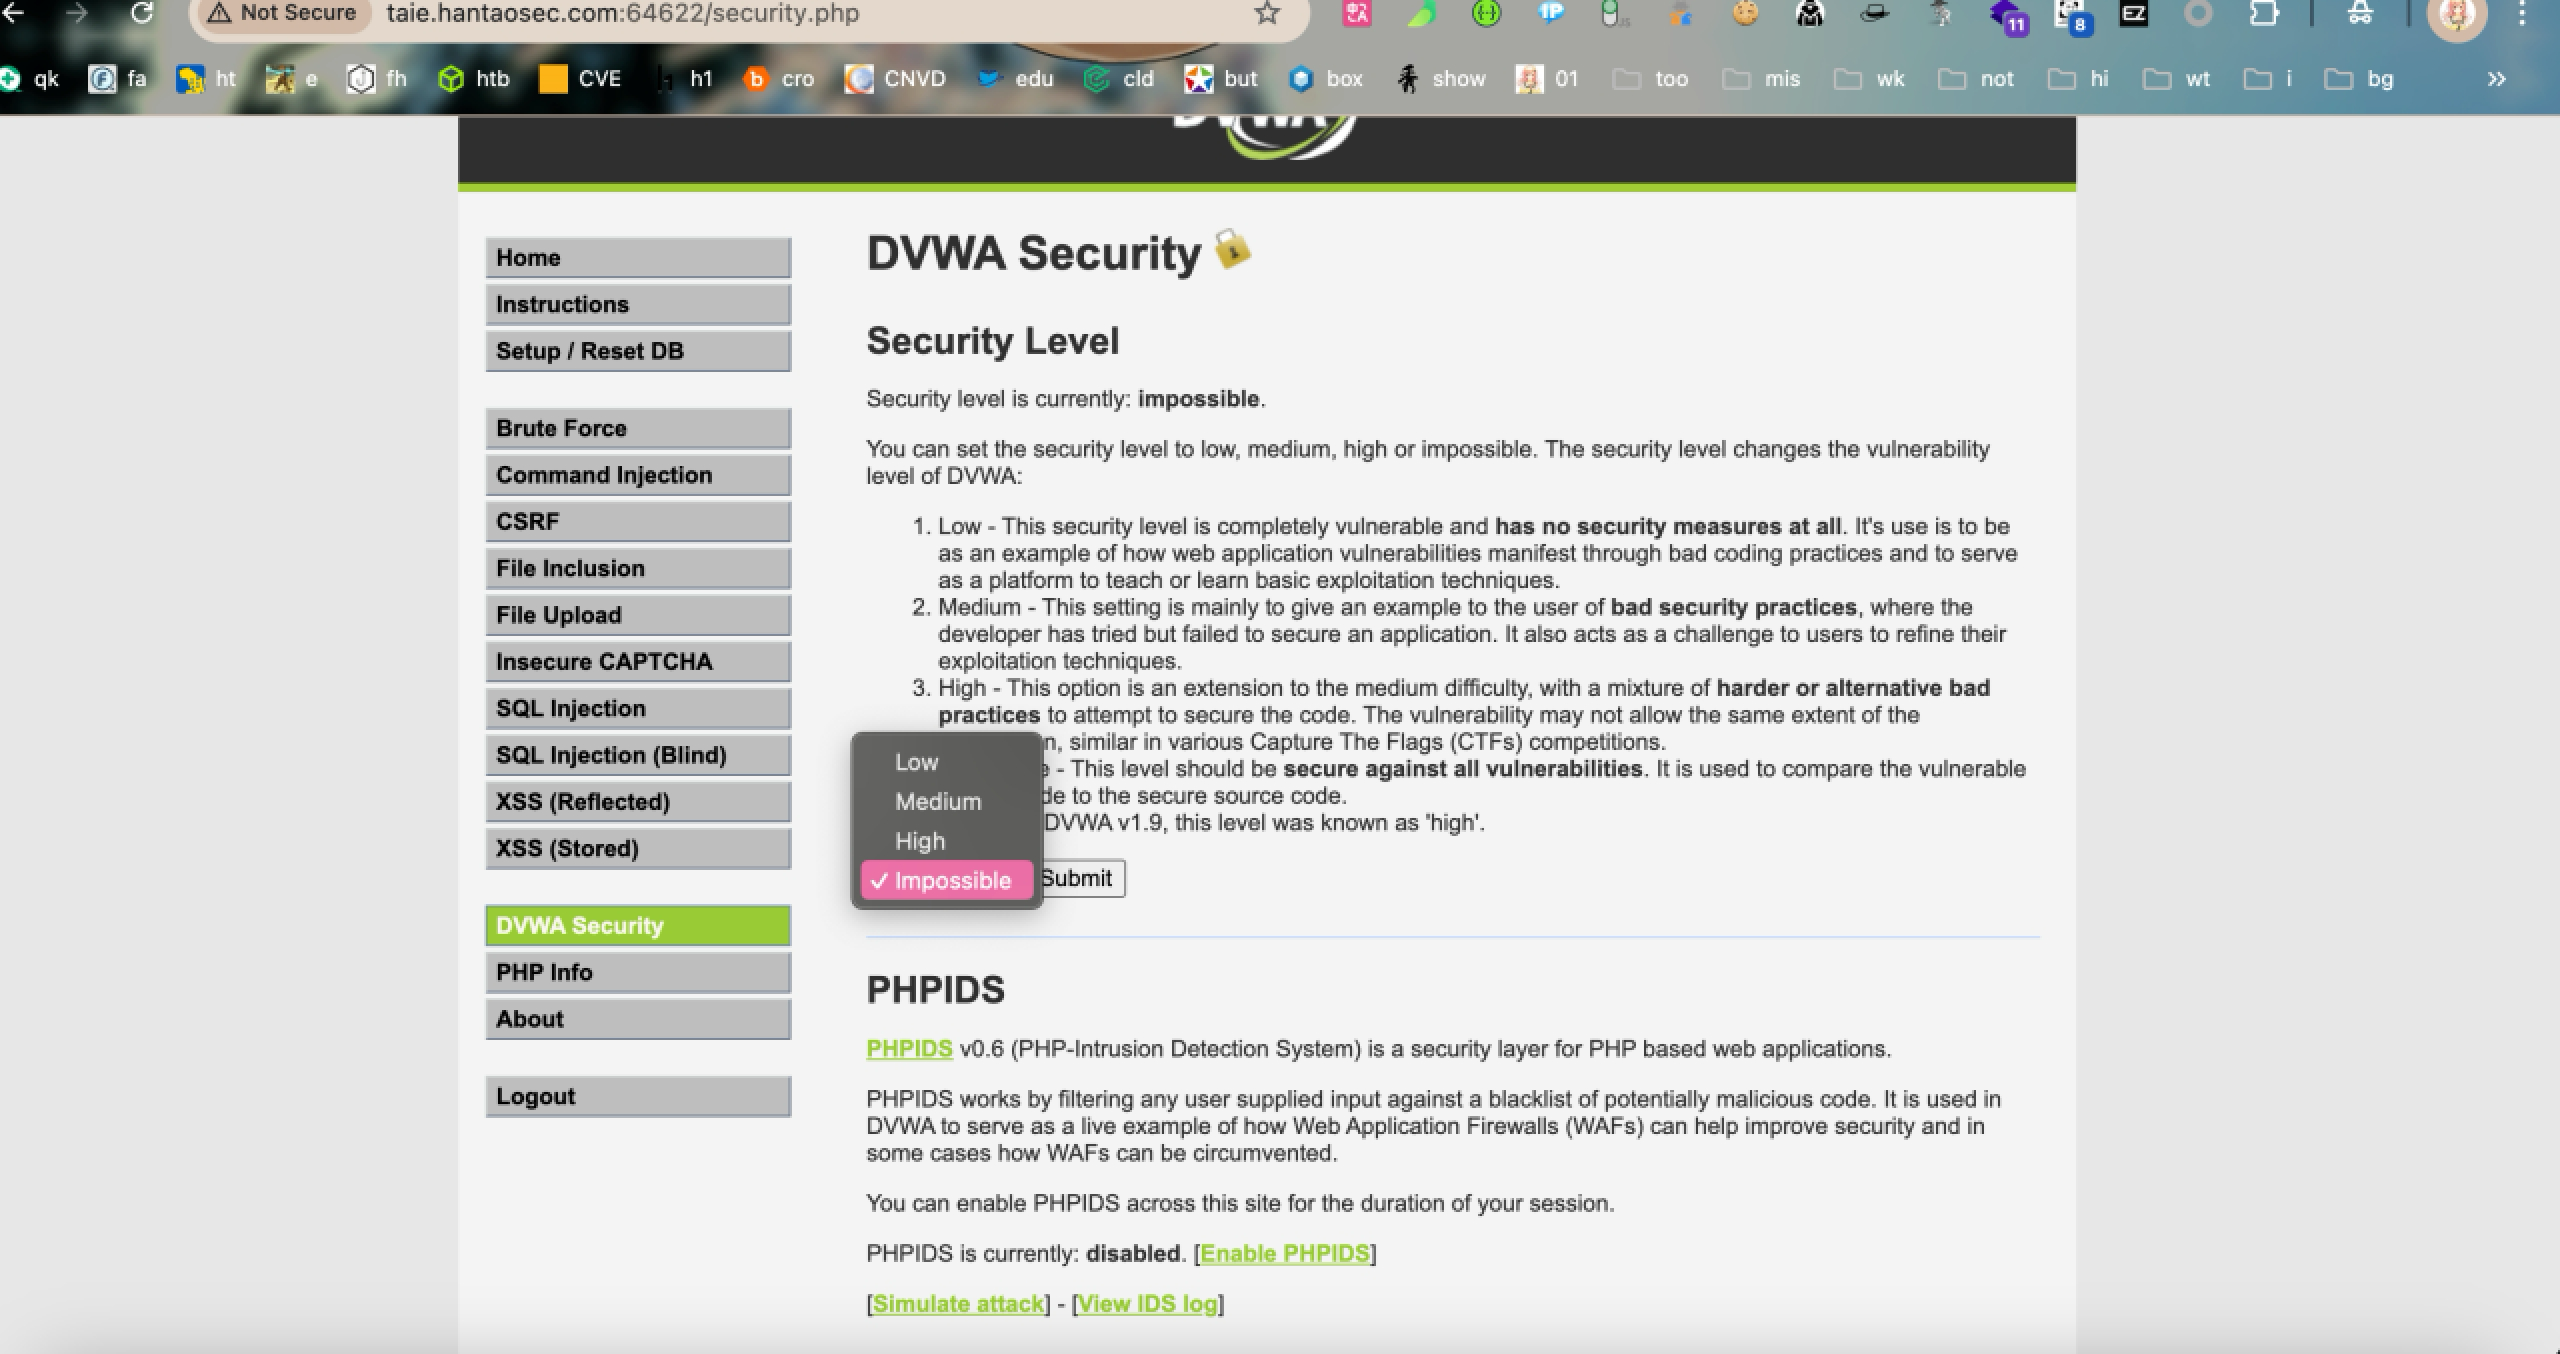 Not Secure taie.hantaosec.com:64622/security.php
11 8 EZ
qk fa ht e fh htb CVE h1 cro CNVD edu cld but box show 01 too mis wk not hi wt i bg
DVWA
Home
Instructions
Setup / Reset DB
Brute Force
Command Injection
CSRF
File Inclusion
File Upload
Insecure CAPTCHA
SQL Injection
SQL Injection (Blind)
XSS (Reflected)
XSS (Stored)
DVWA Security
PHP Info
About
Logout
DVWA Security
Security Level
Security level is currently: impossible.
You can set the security level to low, medium, high or impossible. The security level changes the vulnerability
level of DVWA:
1. Low - This security level is completely vulnerable and has no security measures at all. It's use is to be
as an example of how web application vulnerabilities manifest through bad coding practices and to serve
as a platform to teach or learn basic exploitation techniques.
2. Medium - This setting is mainly to give an example to the user of bad security practices, where the
developer has tried but failed to secure an application. It also acts as a challenge to users to refine their
exploitation techniques.
3. High - This option is an extension to the medium difficulty, with a mixture of harder or alternative bad
practices to attempt to secure the code. The vulnerability may not allow the same extent of the
n, similar in various Capture The Flags (CTFs) competitions.
e - This level should be secure against all vulnerabilities. It is used to compare the vulnerable
de to the secure source code.
DVWA v1.9, this level was known as 'high'.
Low
Medium
High
✓ Impossible
Submit
PHPIDS
PHPIDS v0.6 (PHP-Intrusion Detection System) is a security layer for PHP based web applications.
PHPIDS works by filtering any user supplied input against a blacklist of potentially malicious code. It is used in
DVWA to serve as a live example of how Web Application Firewalls (WAFs) can help improve security and in
some cases how WAFs can be circumvented.
You can enable PHPIDS across this site for the duration of your session.
PHPIDS is currently: disabled. [Enable PHPIDS]
[Simulate attack] - [View IDS log]